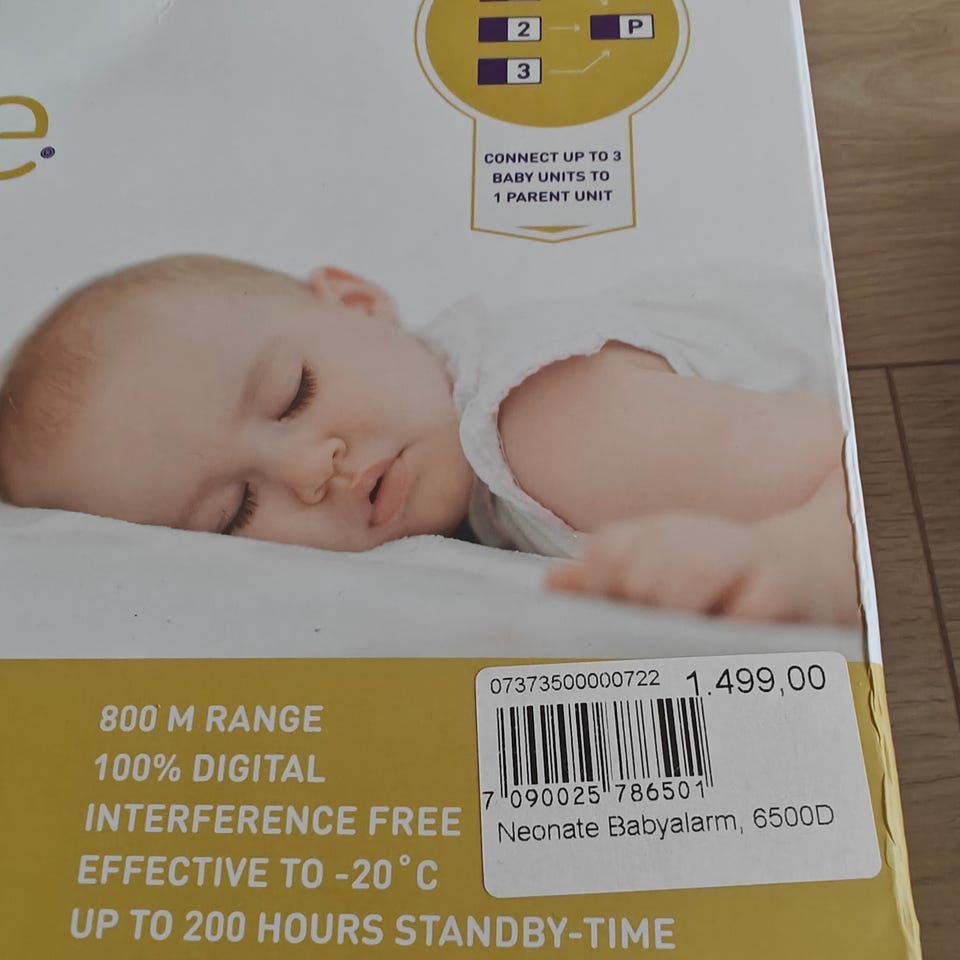 2
P
3
CONNECT UP TO 3
BABY UNITS TO
1 PARENT UNIT
e
07373500000722 1.499,00
7 090025 786501
Neonate Babyalarm, 6500D
800 M RANGE
100% DIGITAL
INTERFERENCE FREE
EFFECTIVE TO -20°C
UP TO 200 HOURS STANDBY-TIME